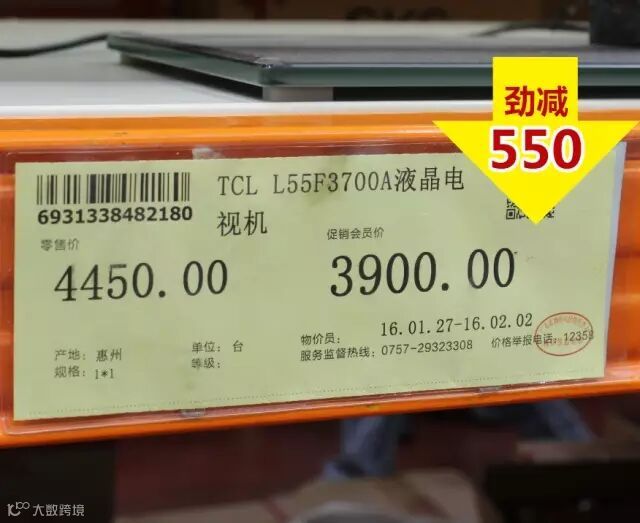 劲减
550
TCL L55F3700A液晶电
视机
6931338482180
零售价
4450.00
促销会员价
3900.00
16.01.27-16.02.02
产地: 惠州
单位: 台
物价员:
规格: 1*1
等级:
服务监督热线: 0757-29323308
价格举报电话: 12358
大数跨境